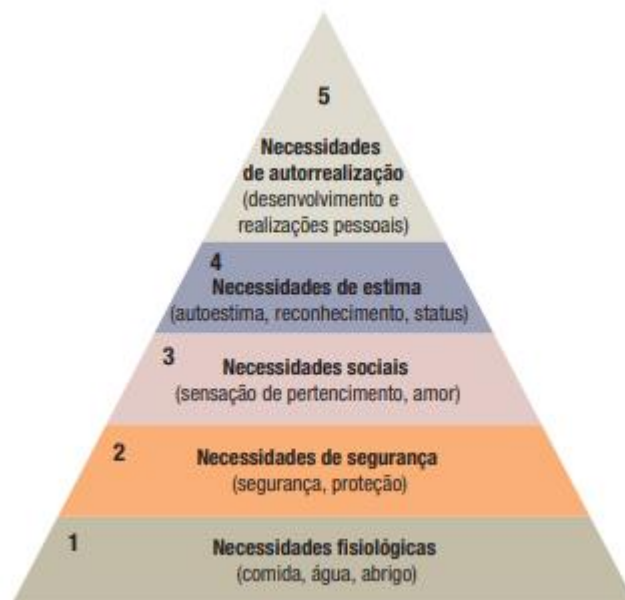 5
Necessidades
de autorrealização
(desenvolvimento e
realizações pessoais)
4
Necessidades de estima
(autoestima, reconhecimento, status)
3
Necessidades sociais
(sensação de pertencimento, amor)
2
Necessidades de segurança
(segurança, proteção)
1
Necessidades fisiológicas
(comida, água, abrigo)